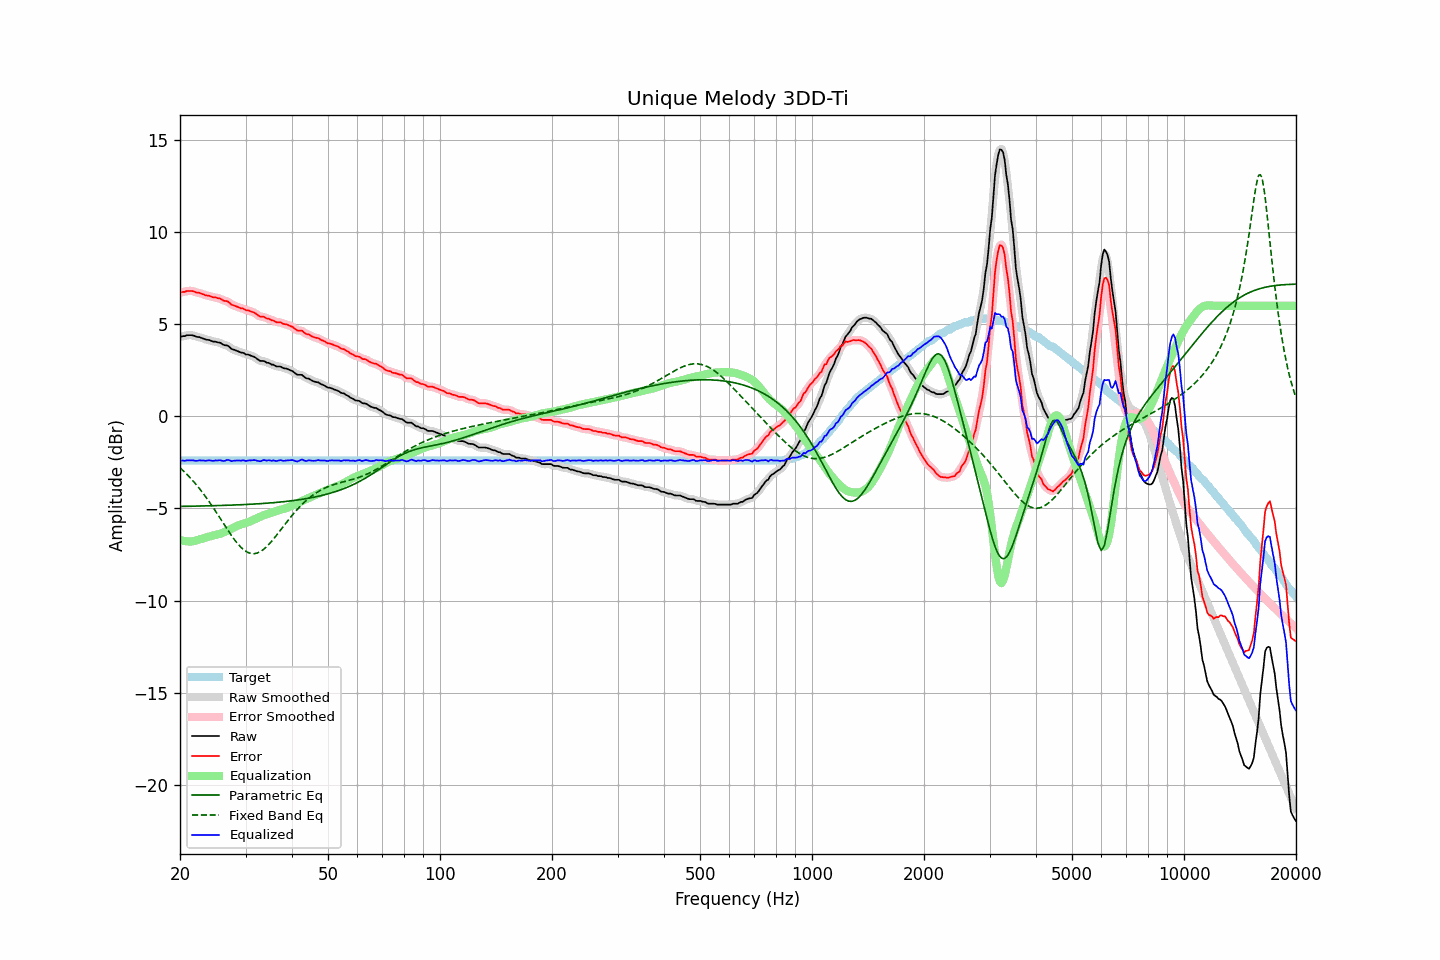 Unique Melody 3DD-Ti
15
10
5
0
−5
−10
−15
−20
Amplitude (dBr)
Target
Raw Smoothed
Error Smoothed
Raw
Error
Equalization
Parametric Eq
Fixed Band Eq
Equalized
20 50 100 200 500 1000 2000 5000 10000 20000
Frequency (Hz)